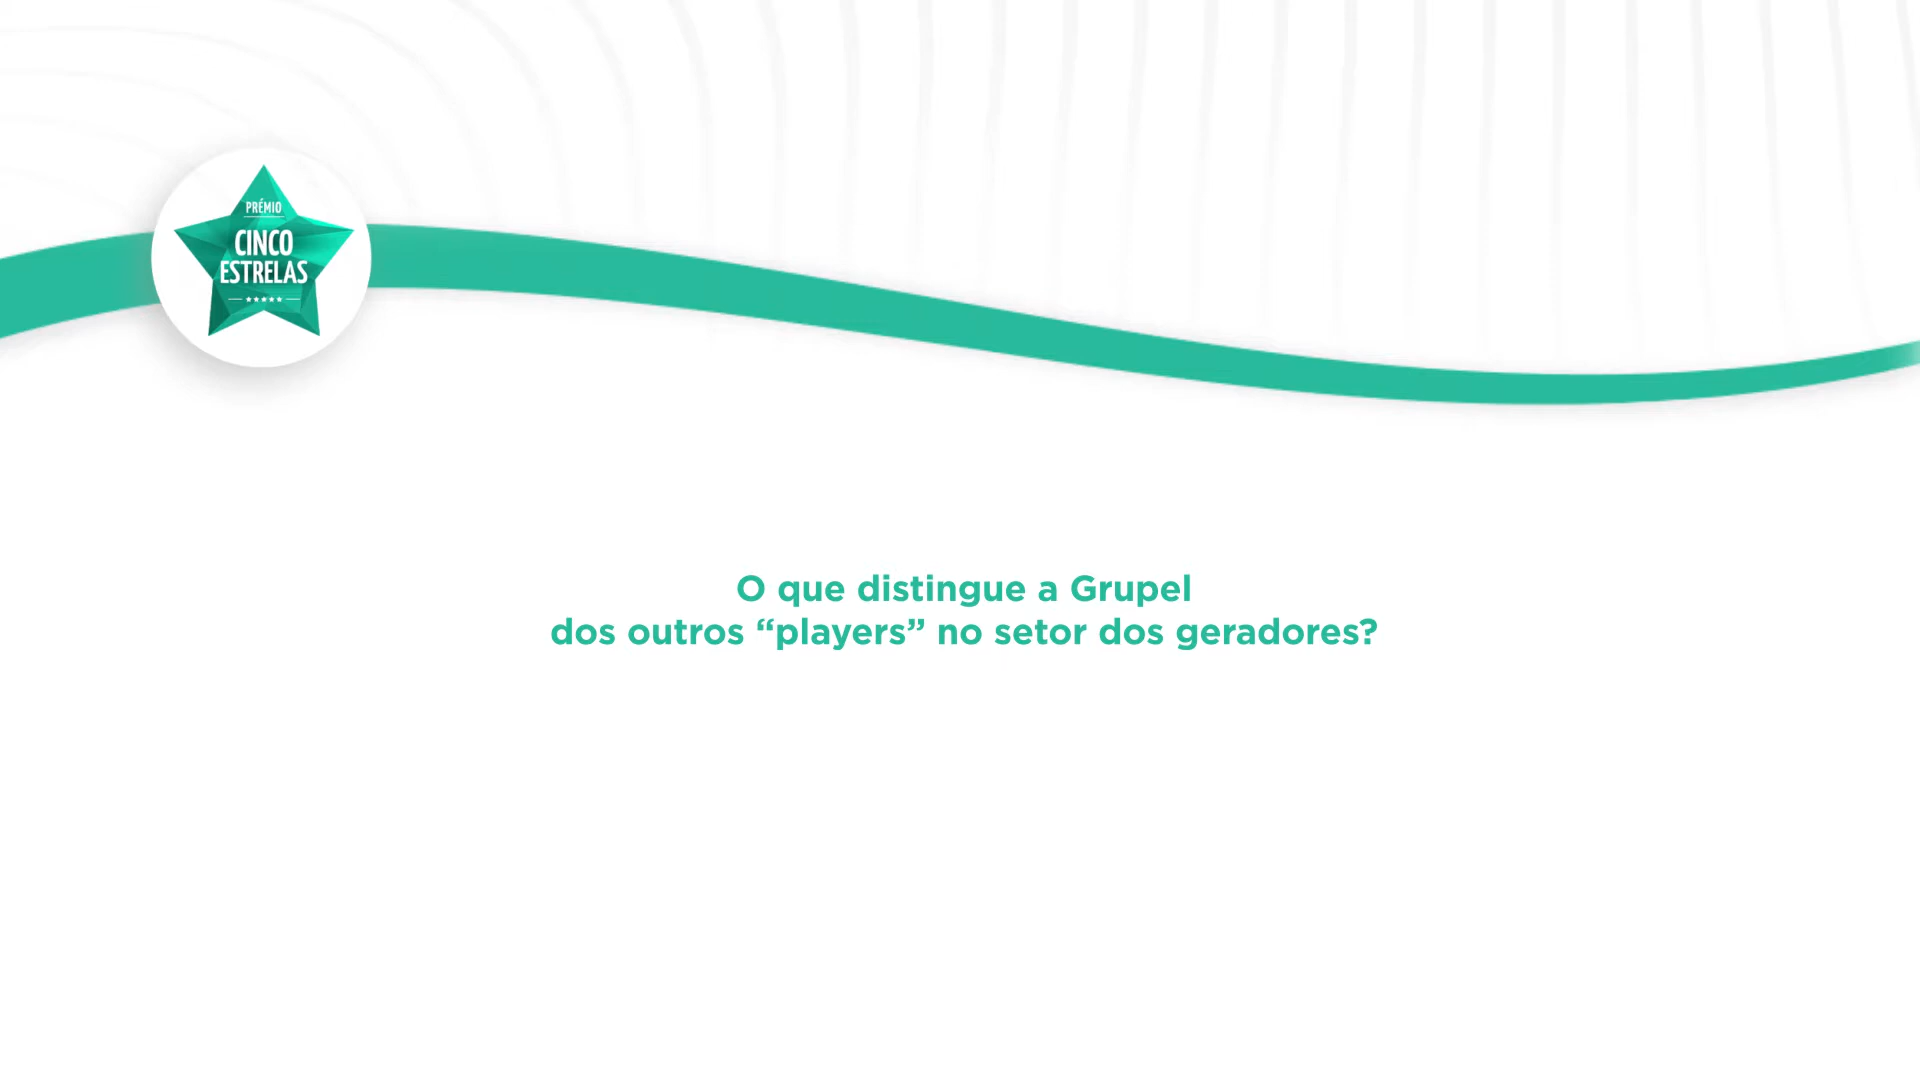 PRÉMIO
CINCO
ESTRELAS
O que distingue a Grupel
dos outros “players” no setor dos geradores?